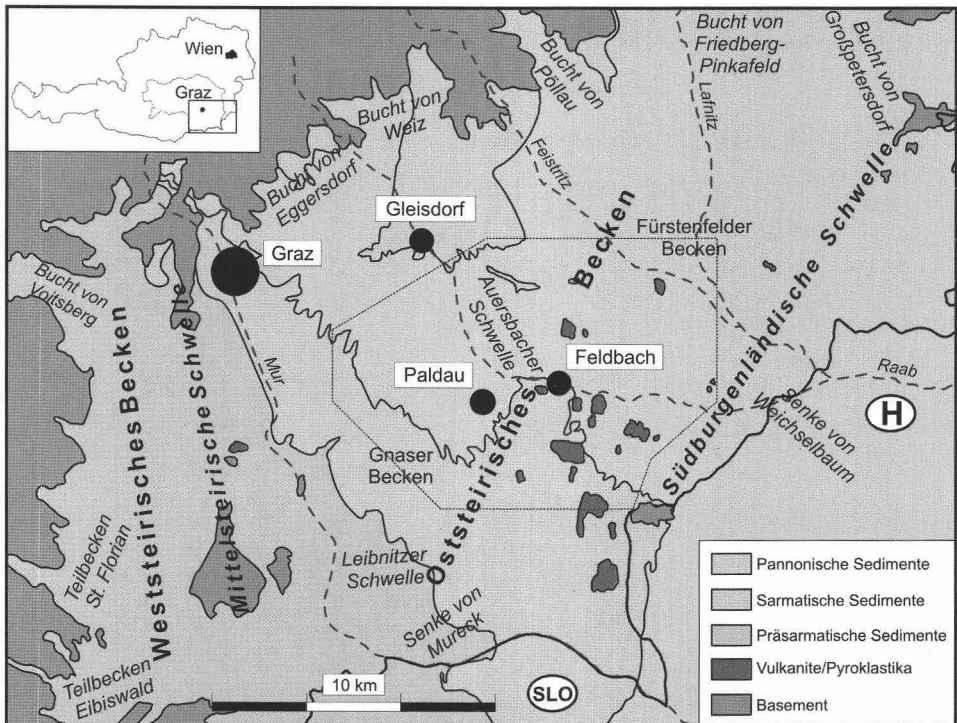 Wien
Graz
Bucht von
Weiz
Bucht von
Pöllau
Bucht von
Friedberg-
Pinkafeld
Lafnitz
Bucht von
Großpetersdorf
Bucht von
Eggersdorf
Feistritz
Gleisdorf
Becken
Fürstenfelder
Becken
Graz
Bucht von
Voitsberg
Auersbacher
Schwelle
Mur
Paldau
Feldbach
Raab
Senke von
Weichselbaum
H
Südburgenländische Schwelle
Weststeirisches Becken
Mittelsteirische Schwelle
Gnaser
Becken
Oststeirisches
Teilbecken
St. Florian
Leibnitzer
Schwelle
Senke von
Mureck
Teilbecken
Eibiswald
10 km
SLO
Pannonische Sedimente
Sarmatische Sedimente
Präsarmatische Sedimente
Vulkanite/Pyroklastika
Basement